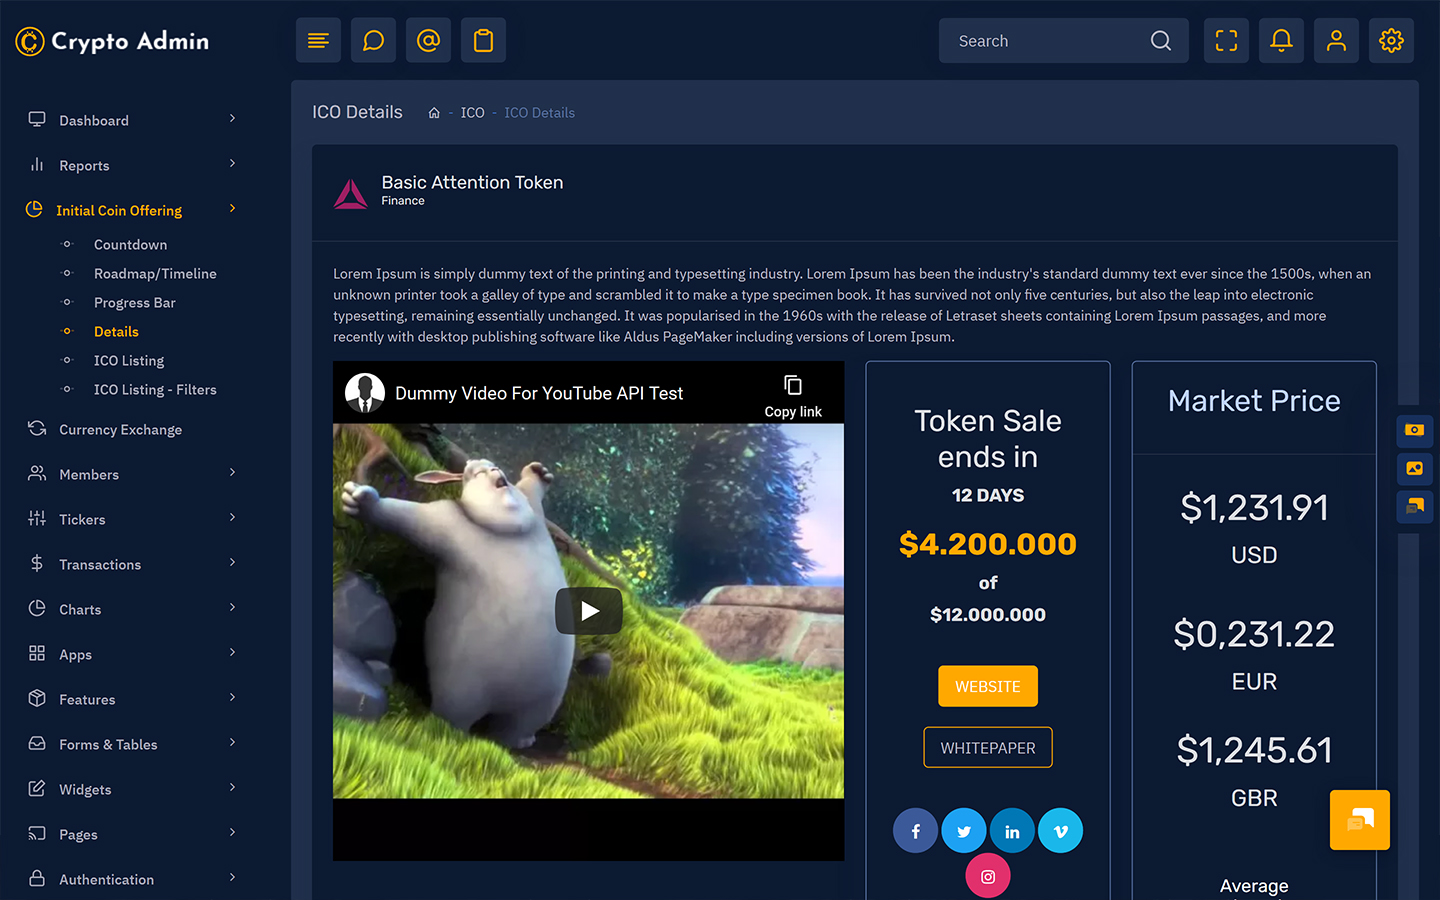 Crypto Admin
Search
Dashboard
Reports
Initial Coin Offering
Countdown
Roadmap/Timeline
Progress Bar
Details
ICO Listing
ICO Listing - Filters
Currency Exchange
Members
Tickers
Transactions
Charts
Apps
Features
Forms & Tables
Widgets
Pages
Authentication
ICO Details
- ICO - ICO Details
Basic Attention Token
Finance
Lorem Ipsum is simply dummy text of the printing and typesetting industry. Lorem Ipsum has been the industry's standard dummy text ever since the 1500s, when an
unknown printer took a galley of type and scrambled it to make a type specimen book. It has survived not only five centuries, but also the leap into electronic
typesetting, remaining essentially unchanged. It was popularised in the 1960s with the release of Letraset sheets containing Lorem Ipsum passages, and more
recently with desktop publishing software like Aldus PageMaker including versions of Lorem Ipsum.
Dummy Video For YouTube API Test
Copy link
Token Sale
ends in
12 DAYS
$4.200.000
of
$12.000.000
WEBSITE
WHITEPAPER
Market Price
$1,231.91
USD
$0,231.22
EUR
$1,245.61
GBR
Average